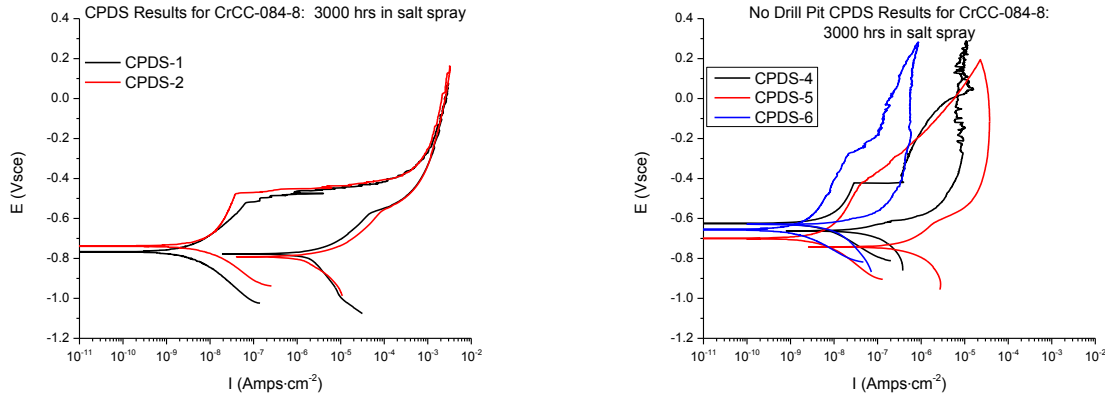 CPDS Results for CrCC-084-8: 3000 hrs in salt spray
CPDS-1
CPDS-2
E (Vsce)
0.4
0.2
0.0
-0.2
-0.4
-0.6
-0.8
-1.0
-1.2
10⁻¹¹ 10⁻¹⁰ 10⁻⁹ 10⁻⁸ 10⁻⁷ 10⁻⁶ 10⁻⁵ 10⁻⁴ 10⁻³ 10⁻²
I (Amps·cm⁻²)
No Drill Pit CPDS Results for CrCC-084-8:
3000 hrs in salt spray
CPDS-4
CPDS-5
CPDS-6
E (Vsce)
0.4
0.2
0.0
-0.2
-0.4
-0.6
-0.8
-1.0
-1.2
10⁻¹¹ 10⁻¹⁰ 10⁻⁹ 10⁻⁸ 10⁻⁷ 10⁻⁶ 10⁻⁵ 10⁻⁴ 10⁻³ 10⁻²
I (Amps·cm⁻²)